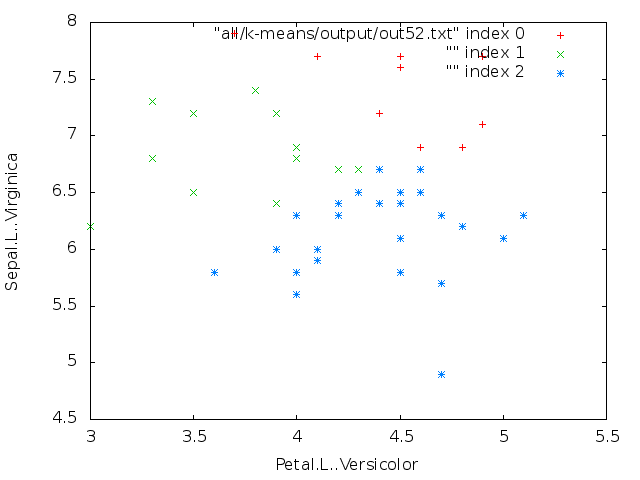 8
7.5
7
6.5
6
5.5
5
4.5
3 3.5 4 4.5 5 5.5
Sepal.L.. Virginica
Petal.L..Versicolor
"all/k-means/output/out52.txt" index 0
"" index 1
"" index 2